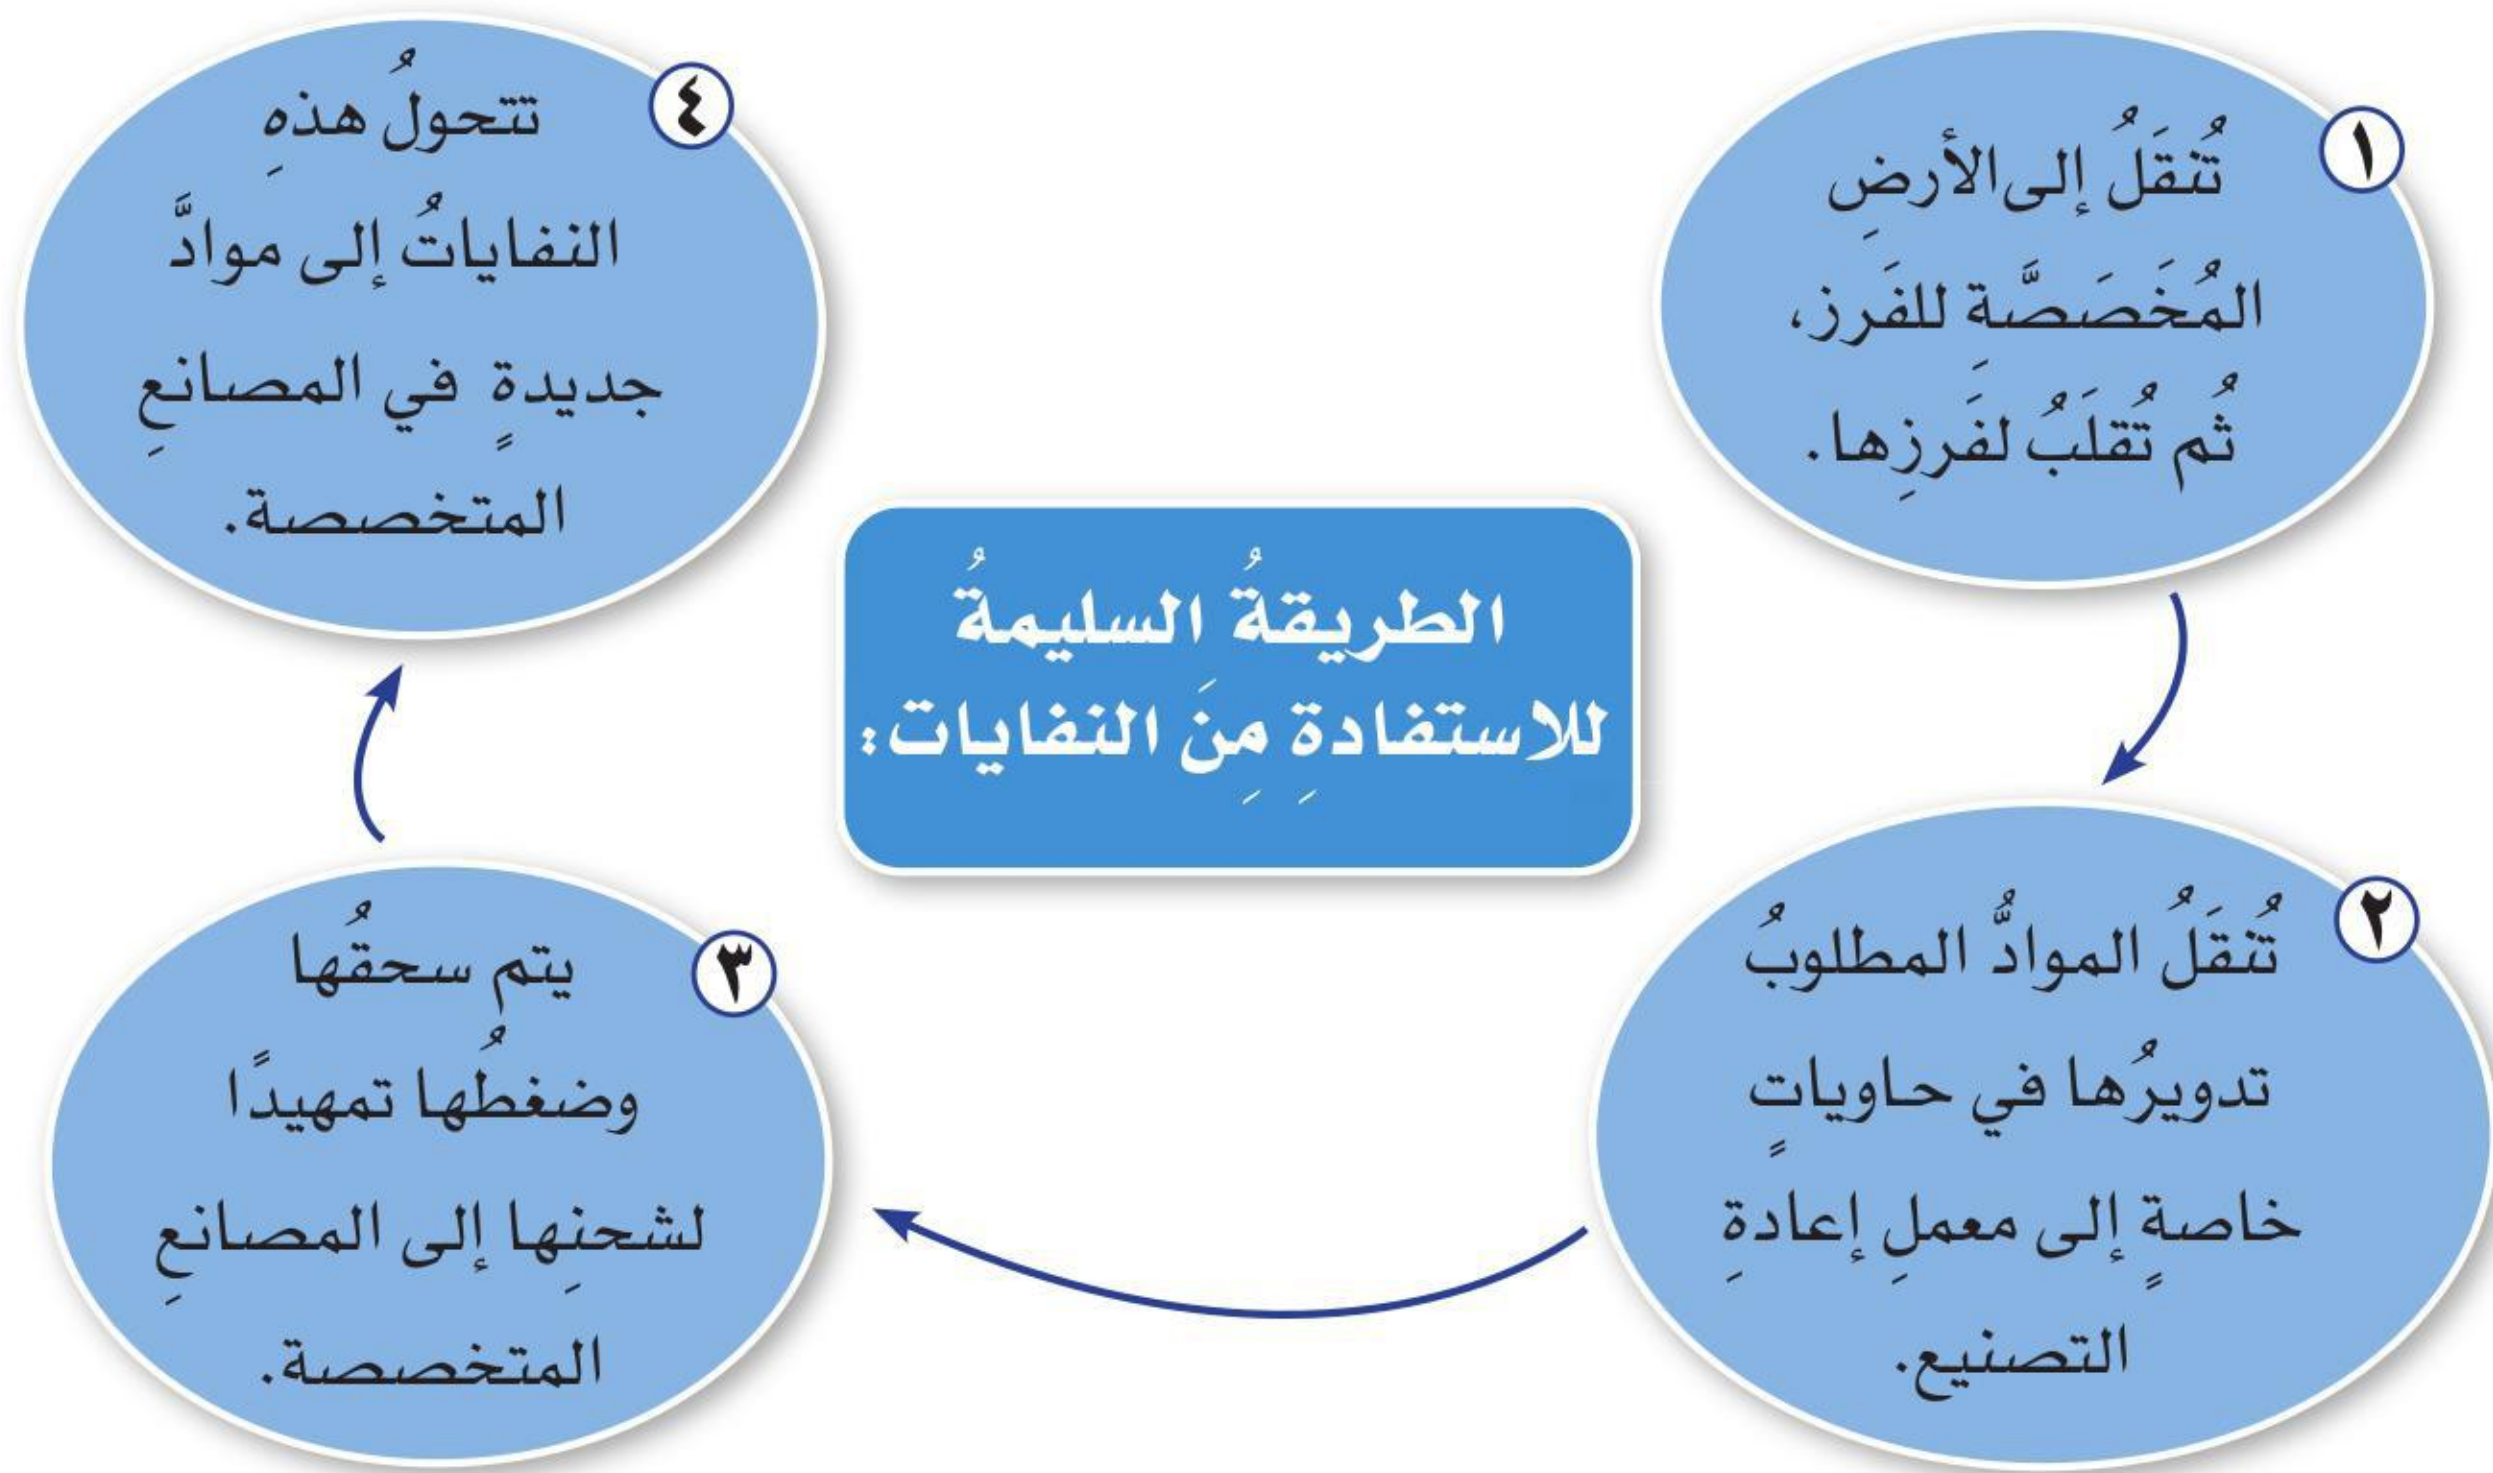 الطريقةُ السليمةُ
للاستفادةِ مِنَ النفايات:
١
تُنقَلُ إلى الأرضِ
المُخَصَصَّةِ للفَرز،
ثُم تُقلَبُ لفَرزِها.
٢
تُنقَلُ الموادُّ المطلوبُ
تدويرُها في حاوياتٍ
خاصةٍ إلى معملِ إعادةِ
التصنيع.
٣
يتم سحقُها
وضغطُها تمهيدًا
لشحنِها إلى المصانعِ
المتخصصة.
٤
تتحولُ هذهِ
النفاياتُ إلى موادَّ
جديدةٍ في المصانعِ
المتخصصة.